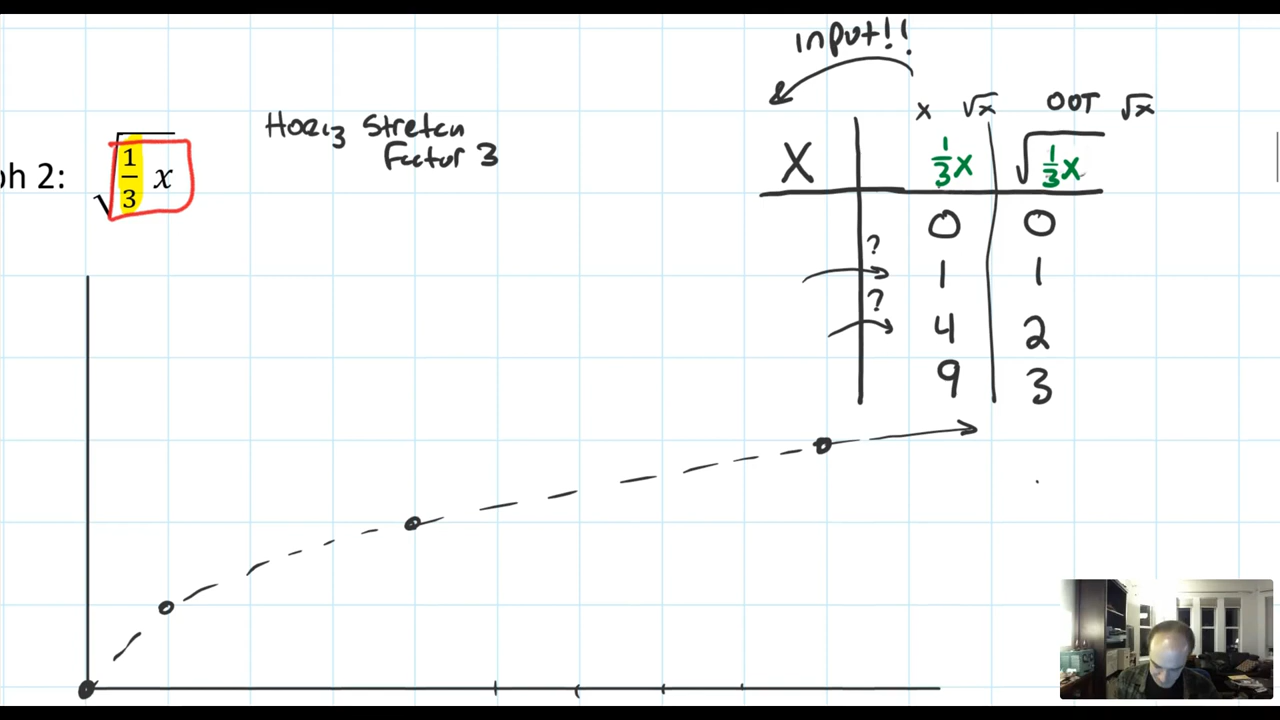 input!!
x √x OUT √x
Horiz Stretch
Factor 3
ph 2: √(1/3 x)
X 1/3x √(1/3x)
0 0
?
1 1
?
4 2
9 3